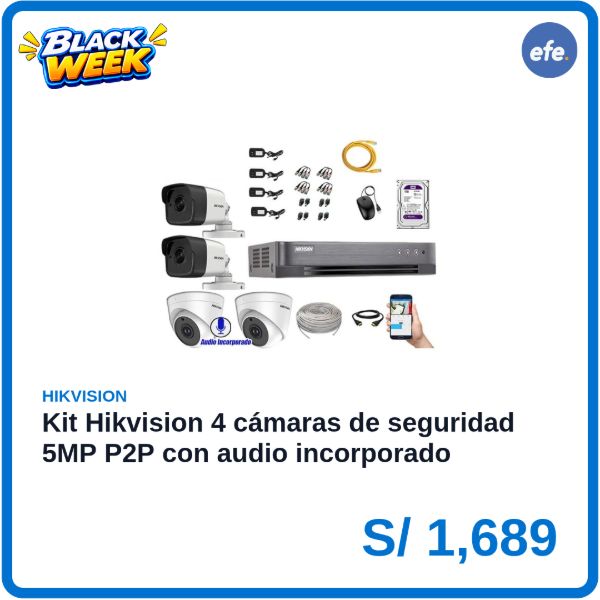 BLACK
WEEK
efe.
HIKVISION
Audio incorporado
HIKVISION
Kit Hikvision 4 cámaras de seguridad
5MP P2P con audio incorporado
S/ 1,689